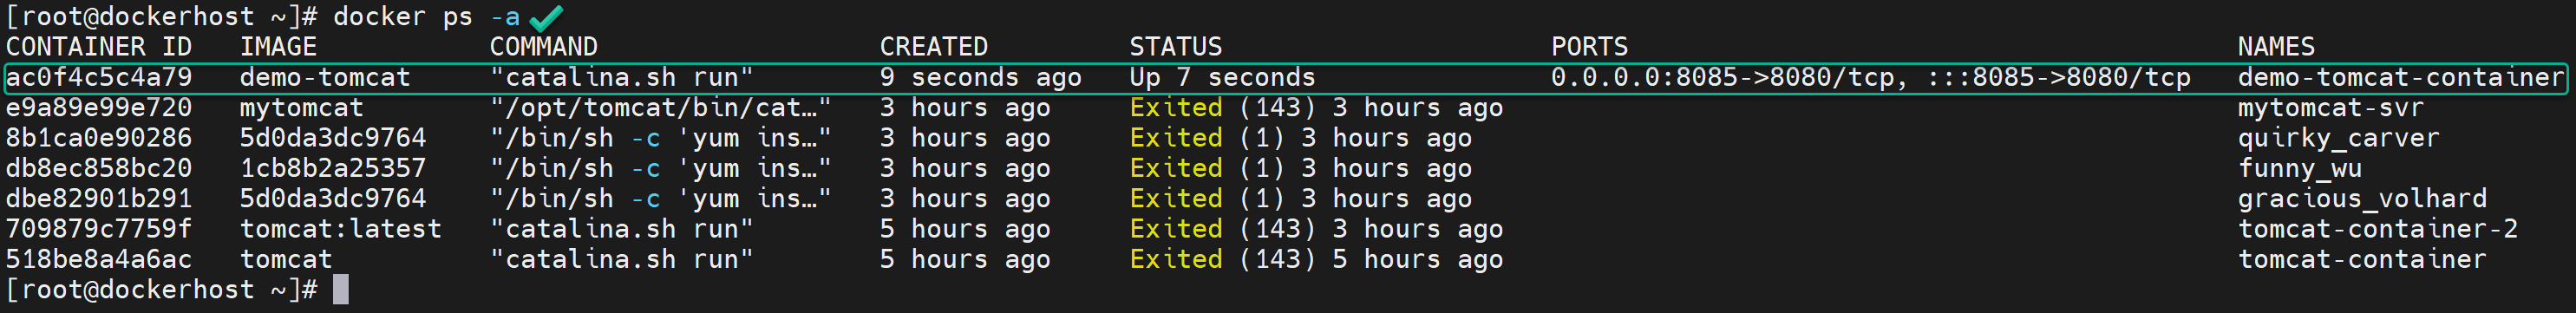 [root@dockerhost ~]# docker ps -a
CONTAINER ID   IMAGE           COMMAND                  CREATED         STATUS                     PORTS                                       NAMES
ac0f4c5c4a79   demo-tomcat     "catalina.sh run"        9 seconds ago   Up 7 seconds               0.0.0.0:8085->8080/tcp, :::8085->8080/tcp   demo-tomcat-container
e9a89e99e720   mytomcat        "/opt/tomcat/bin/cat…"   3 hours ago     Exited (143) 3 hours ago                                               mytomcat-svr
8b1ca0e90286   5d0da3dc9764    "/bin/sh -c 'yum ins…"   3 hours ago     Exited (1) 3 hours ago                                                 quirky_carver
db8ec858bc20   1cb8b2a25357    "/bin/sh -c 'yum ins…"   3 hours ago     Exited (1) 3 hours ago                                                 funny_wu
dbe82901b291   5d0da3dc9764    "/bin/sh -c 'yum ins…"   3 hours ago     Exited (1) 3 hours ago                                                 gracious_volhard
709879c7759f   tomcat:latest   "catalina.sh run"        5 hours ago     Exited (143) 3 hours ago                                               tomcat-container-2
518be8a4a6ac   tomcat          "catalina.sh run"        5 hours ago     Exited (143) 5 hours ago                                               tomcat-container
[root@dockerhost ~]#